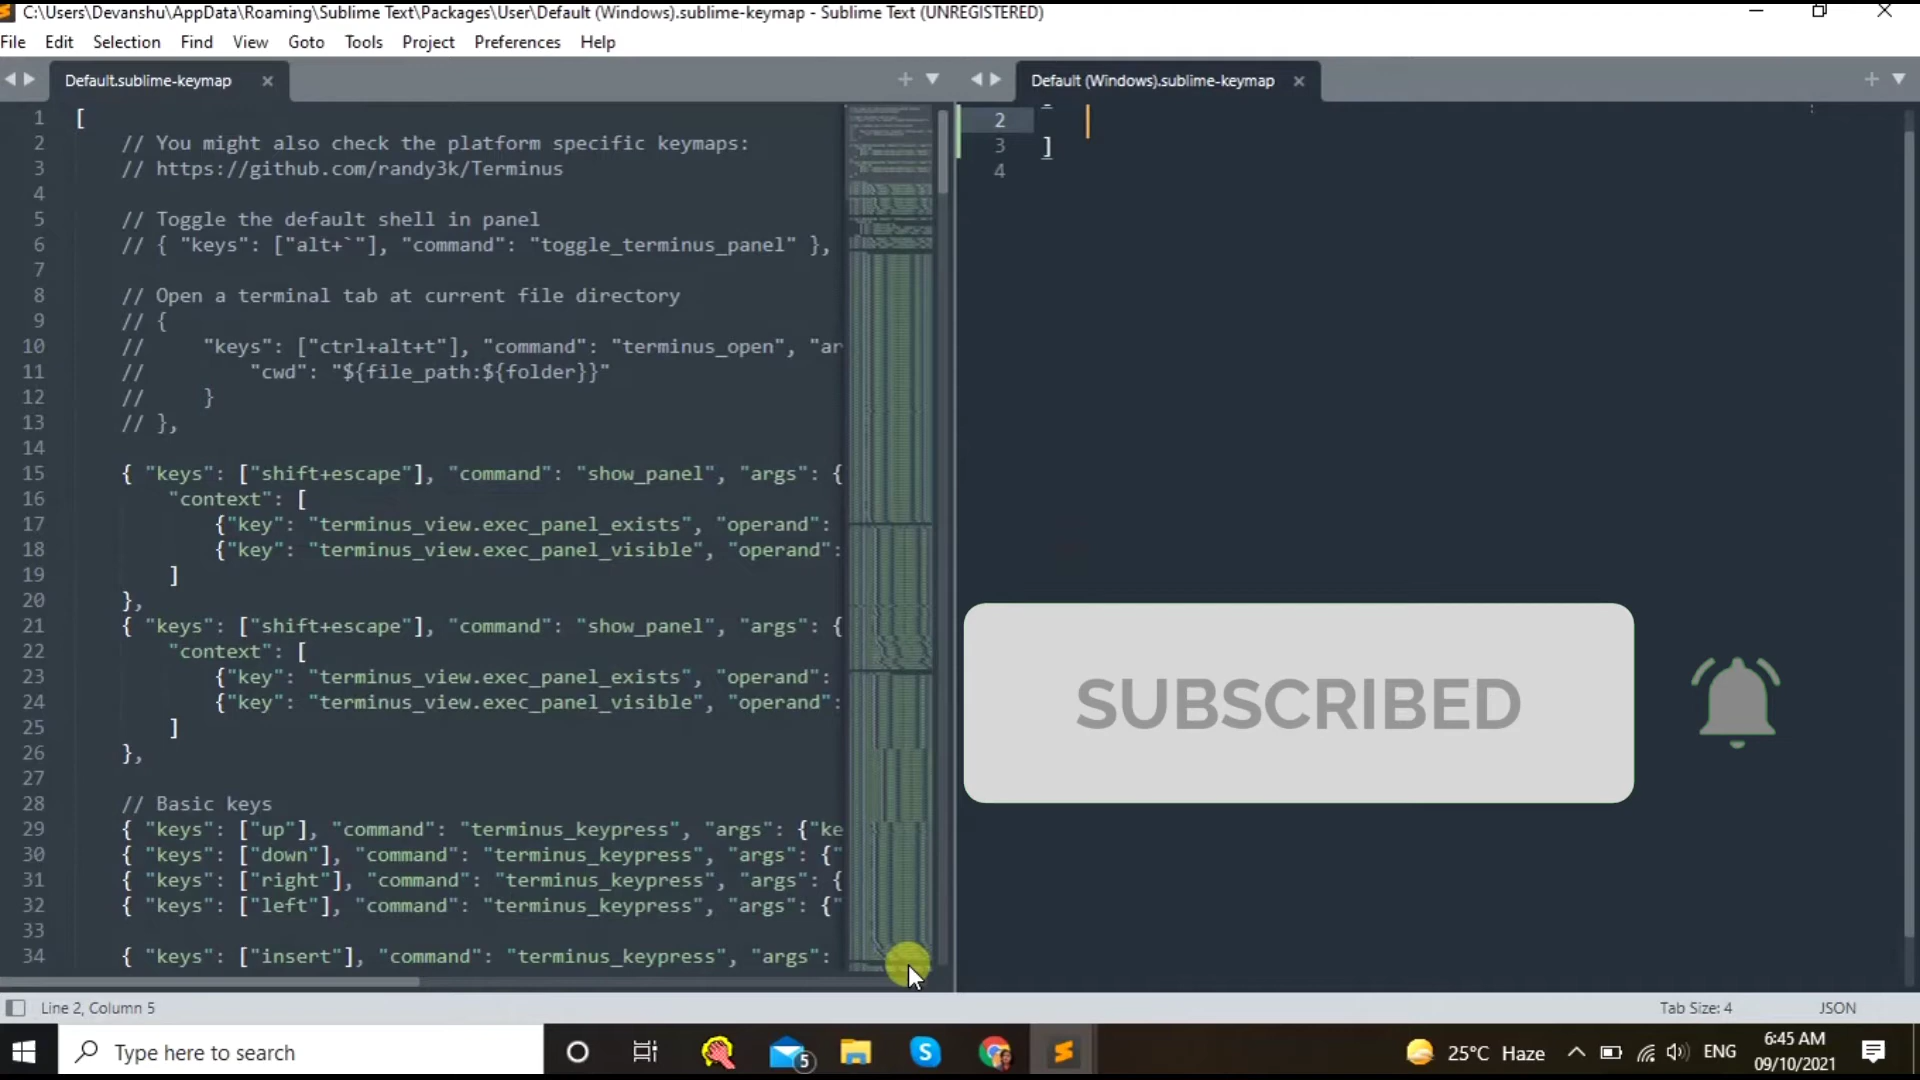 C:\Users\Devanshu\AppData\Roaming\Sublime Text\Packages\User\Default (Windows).sublime-keymap - Sublime Text (UNREGISTERED)
File Edit Selection Find View Goto Tools Project Preferences Help
Default.sublime-keymap
1 [
2 // You might also check the platform specific keymaps:
3 // https://github.com/randy3k/Terminus
4
5 // Toggle the default shell in panel
6 // { "keys": ["alt+`"], "command": "toggle_terminus_panel" },
7
8 // Open a terminal tab at current file directory
9 // {
10 // "keys": ["ctrl+alt+t"], "command": "terminus_open", "ar
11 // "cwd": "${file_path:${folder}}"
12 // }
13 // },
14
15 { "keys": ["shift+escape"], "command": "show_panel", "args": {
16 "context": [
17 {"key": "terminus_view.exec_panel_exists", "operand":
18 {"key": "terminus_view.exec_panel_visible", "operand":
19 ]
20 },
21 { "keys": ["shift+escape"], "command": "show_panel", "args": {
22 "context": [
23 {"key": "terminus_view.exec_panel_exists", "operand":
24 {"key": "terminus_view.exec_panel_visible", "operand":
25 ]
26 },
27
28 // Basic keys
29 { "keys": ["up"], "command": "terminus_keypress", "args": {"ke
30 { "keys": ["down"], "command": "terminus_keypress", "args": {"
31 { "keys": ["right"], "command": "terminus_keypress", "args": {
32 { "keys": ["left"], "command": "terminus_keypress", "args": {"
33
34 { "keys": ["insert"], "command": "terminus_keypress", "args":
Default (Windows).sublime-keymap
2
3 ]
4
SUBSCRIBED
Line 2, Column 5
Tab Size: 4 JSON
Type here to search
5
25°C Haze
ENG
6:45 AM
09/10/2021